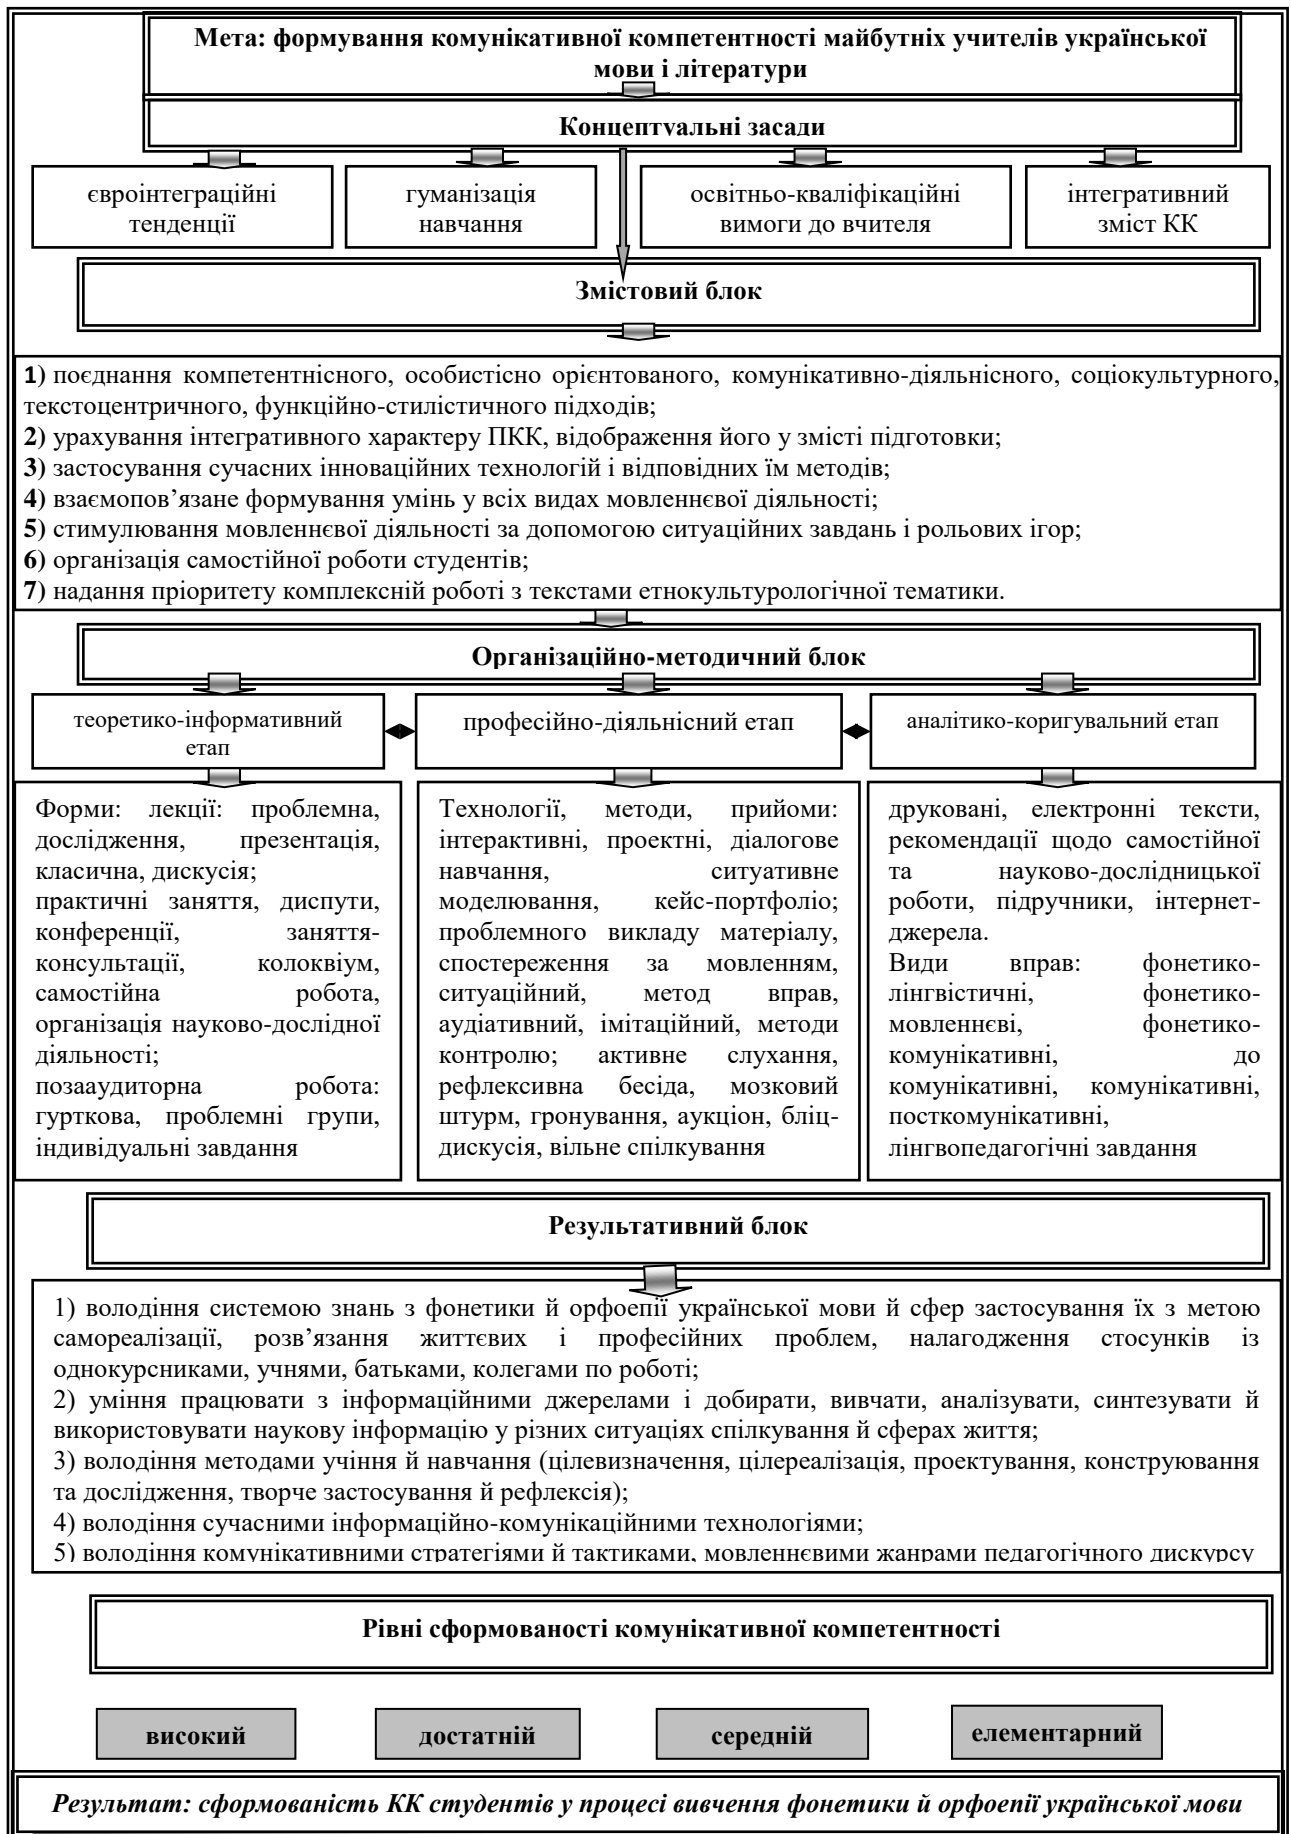 Мета: формування комунікативної компетентності майбутніх учителів української
мови і літератури
Концептуальні засади
євроінтеграційні
тенденції
гуманізація
навчання
освітньо-кваліфікаційні
вимоги до вчителя
інтегративний
зміст КК
Змістовий блок
1) поєднання компетентнісного, особистісно орієнтованого, комунікативно-діяльнісного, соціокультурного,
текстоцентричного, функційно-стилістичного підходів;
2) урахування інтегративного характеру ПКК, відображення його у змісті підготовки;
3) застосування сучасних інноваційних технологій і відповідних їм методів;
4) взаємопов’язане формування умінь у всіх видах мовленнєвої діяльності;
5) стимулювання мовленнєвої діяльності за допомогою ситуаційних завдань і рольових ігор;
6) організація самостійної роботи студентів;
7) надання пріоритету комплексній роботі з текстами етнокультурологічної тематики.
Організаційно-методичний блок
теоретико-інформативний
етап
професійно-діяльнісний етап
аналітико-коригувальний етап
Форми: лекції: проблемна,
дослідження, презентація,
класична, дискусія;
практичні заняття, диспути,
конференції, заняття-
консультації, колоквіум,
самостійна робота,
організація науково-дослідної
діяльності;
позааудиторна робота:
гурткова, проблемні групи,
індивідуальні завдання
Технології, методи, прийоми:
інтерактивні, проектні, діалогове
навчання, ситуативне
моделювання, кейс-портфоліо;
проблемного викладу матеріалу,
спостереження за мовленням,
ситуаційний, метод вправ,
аудіативний, імітаційний, методи
контролю; активне слухання,
рефлексивна бесіда, мозковий
штурм, гронування, аукціон, бліц-
дискусія, вільне спілкування
друковані, електронні тексти,
рекомендації щодо самостійної
та науково-дослідницької
роботи, підручники, інтернет-
джерела.
Види вправ: фонетико-
лінгвістичні, фонетико-
мовленнєві, фонетико-
комунікативні, до
комунікативні, комунікативні,
посткомунікативні,
лінгвопедагогічні завдання
Результативний блок
1) володіння системою знань з фонетики й орфоепії української мови й сфер застосування їх з метою
самореалізації, розв’язання життєвих і професійних проблем, налагодження стосунків із
однокурсниками, учнями, батьками, колегами по роботі;
2) уміння працювати з інформаційними джерелами і добирати, вивчати, аналізувати, синтезувати й
використовувати наукову інформацію у різних ситуаціях спілкування й сферах життя;
3) володіння методами учіння й навчання (цілевизначення, цілереалізація, проектування, конструювання
та дослідження, творче застосування й рефлексія);
4) володіння сучасними інформаційно-комунікаційними технологіями;
5) володіння комунікативними стратегіями й тактиками, мовленнєвими жанрами педагогічного дискурсу
Рівні сформованості комунікативної компетентності
високий
достатній
середній
елементарний
Результат: сформованість КК студентів у процесі вивчення фонетики й орфоепії української мови